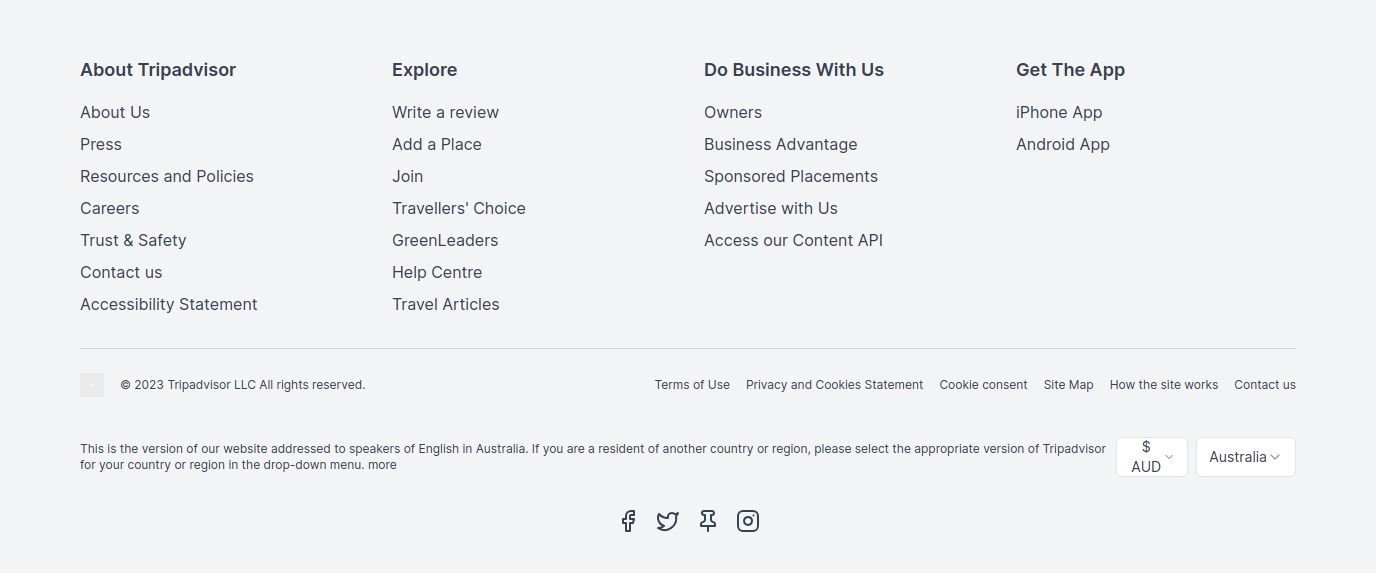 About Tripadvisor
About Us
Press
Resources and Policies
Careers
Trust & Safety
Contact us
Accessibility Statement
Explore
Write a review
Add a Place
Join
Travellers' Choice
GreenLeaders
Help Centre
Travel Articles
Do Business With Us
Owners
Business Advantage
Sponsored Placements
Advertise with Us
Access our Content API
Get The App
iPhone App
Android App
© 2023 Tripadvisor LLC All rights reserved.
Terms of Use
Privacy and Cookies Statement
Cookie consent
Site Map
How the site works
Contact us
This is the version of our website addressed to speakers of English in Australia. If you are a resident of another country or region, please select the appropriate version of Tripadvisor
for your country or region in the drop-down menu. more
$
AUD
Australia